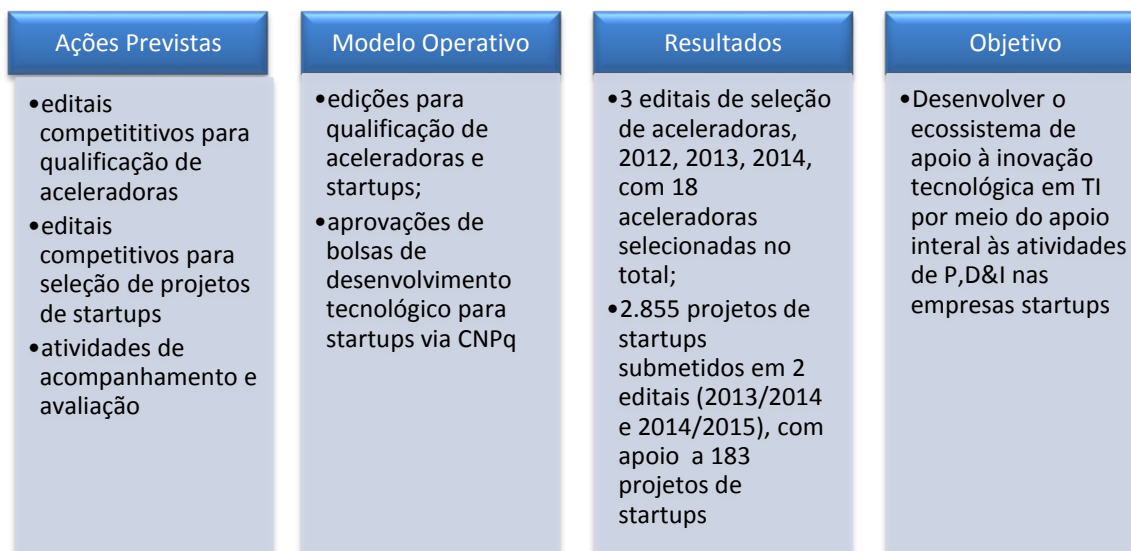 Ações Previstas
•editais
competititivos para
qualificação de
aceleradoras
•editais
competitivos para
seleção de projetos
de startups
•atividades de
acompanhamento e
avaliação
Modelo Operativo
•edições para
qualificação de
aceleradoras e
startups;
•aprovações de
bolsas de
desenvolvimento
tecnológico para
startups via CNPq
Resultados
•3 editais de seleção
de aceleradoras,
2012, 2013, 2014,
com 18
aceleradoras
selecionadas no
total;
•2.855 projetos de
startups
submetidos em 2
editais (2013/2014
e 2014/2015), com
apoio a 183
projetos de
startups
Objetivo
•Desenvolver o
ecossistema de
apoio à inovação
tecnológica em TI
por meio do apoio
interal às atividades
de P,D&I nas
empresas startups